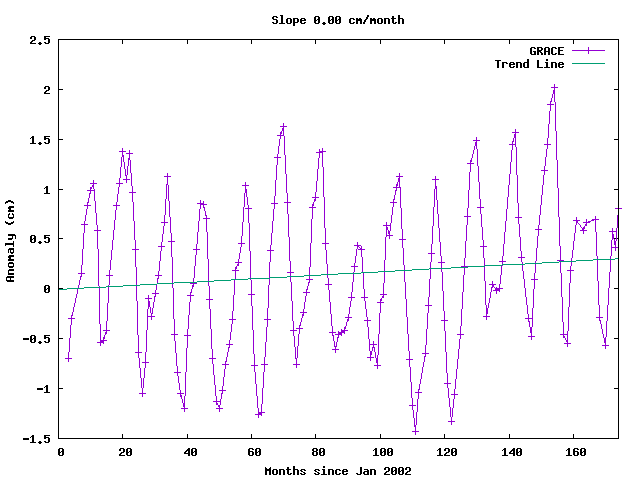 Slope 0.00 cm/month
GRACE
Trend Line
Anomaly (cm)
2.5
2
1.5
1
0.5
0
-0.5
-1
-1.5
0 20 40 60 80 100 120 140 160
Months since Jan 2002